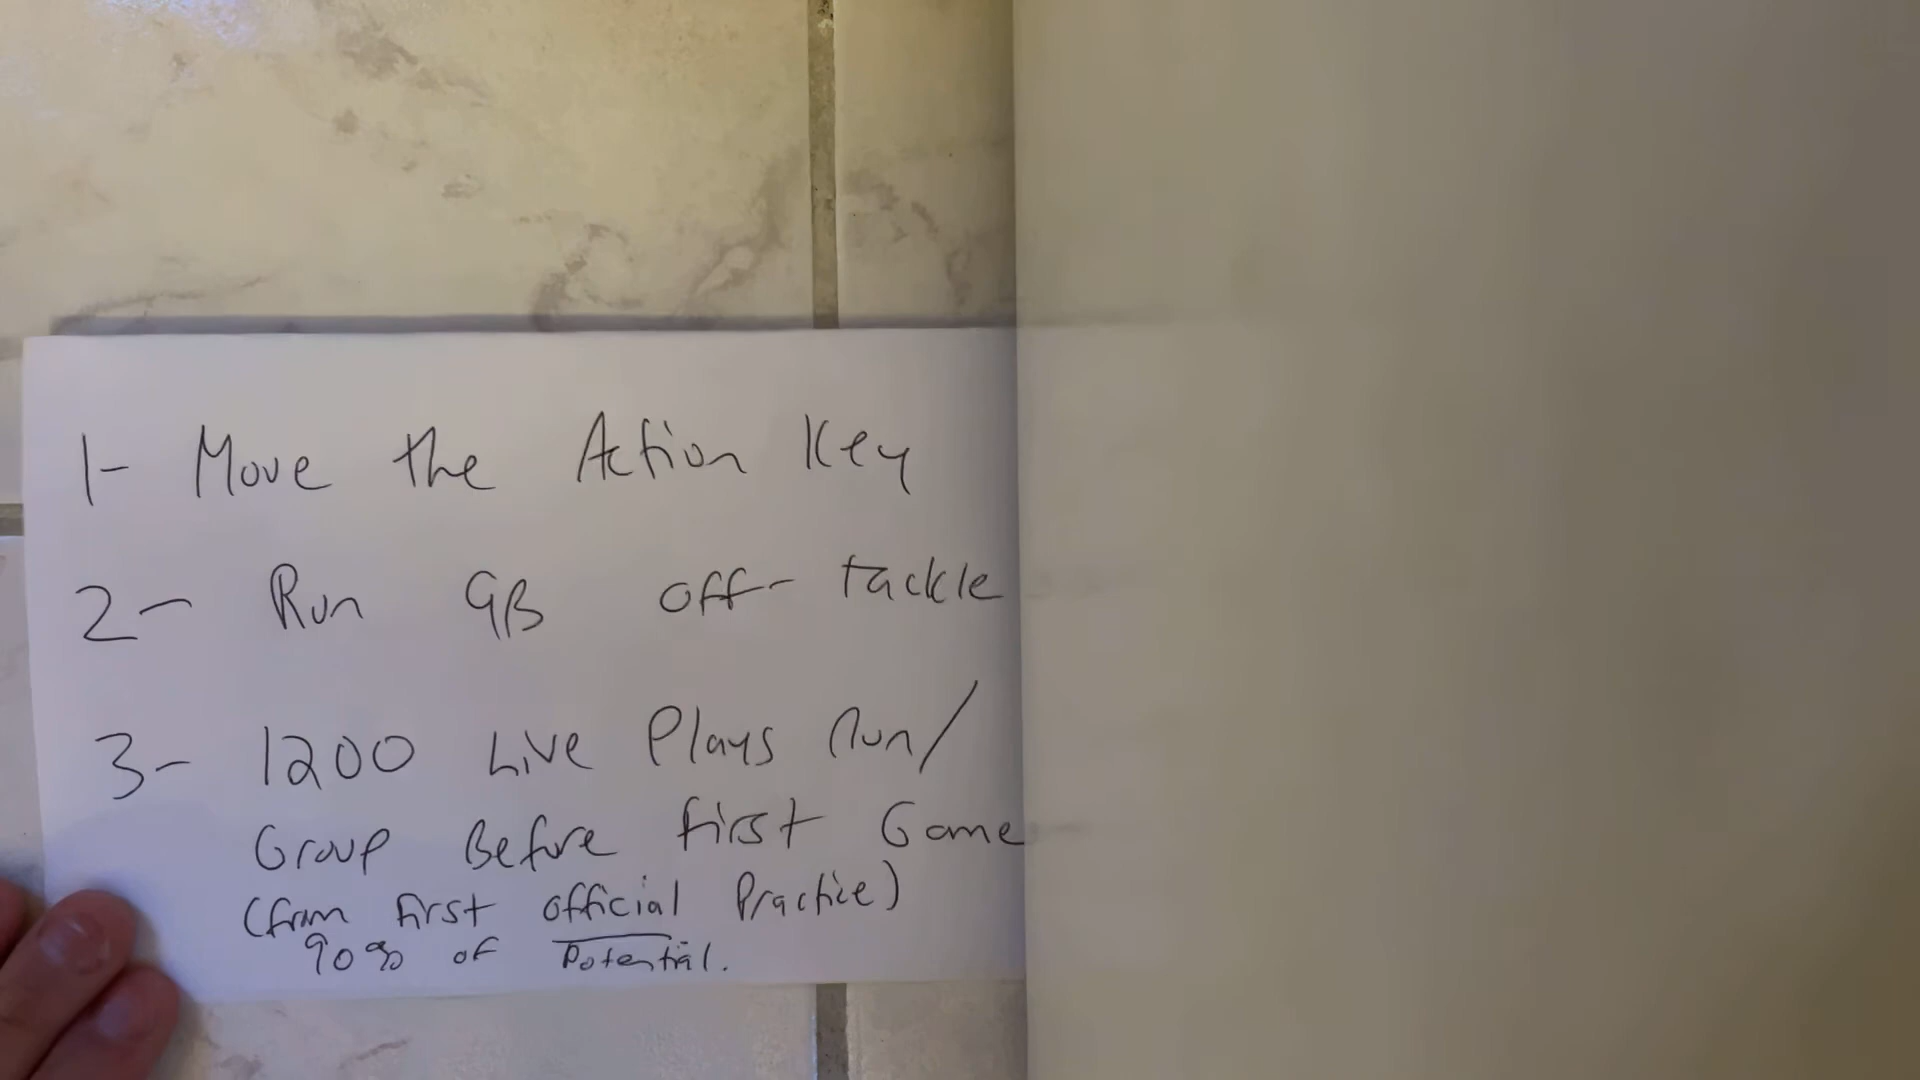 1- Move the Action Key
2- Run QB off-tackle
3- 1200 Live Plays Run/
Group Before first Game
(from first official Practice)
90% of Potential.